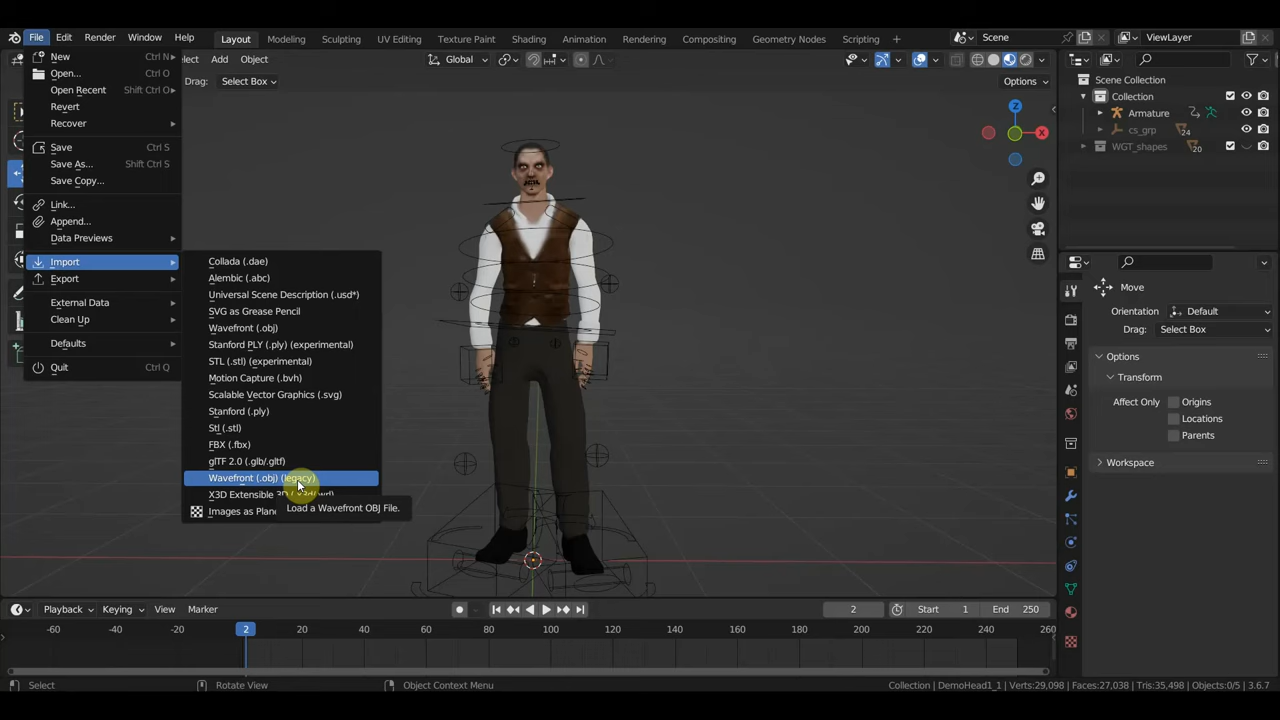 File Edit Render Window Help Layout Modeling Sculpting UV Editing Texture Paint Shading Animation Rendering Compositing Geometry Nodes Scripting + Scene ViewLayer
lect Add Object Global
Drag: Select Box Options
New Ctrl N
Open... Ctrl O
Open Recent Shift Ctrl O
Revert
Recover
Save Ctrl S
Save As... Shift Ctrl S
Save Copy...
Link...
Append...
Data Previews
Import
Export
External Data
Clean Up
Defaults
Quit Ctrl Q
Collada (.dae)
Alembic (.abc)
Universal Scene Description (.usd*)
SVG as Grease Pencil
Wavefront (.obj)
Stanford PLY (.ply) (experimental)
STL (.stl) (experimental)
Motion Capture (.bvh)
Scalable Vector Graphics (.svg)
Stanford (.ply)
Stl (.stl)
FBX (.fbx)
glTF 2.0 (.glb/.gltf)
Wavefront (.obj) (legacy)
X3D Extensible
Images as Plan
Load a Wavefront OBJ File.
Z
X
Scene Collection
Collection
Armature
cs_grp 24
WGT_shapes 20
Move
Orientation: Default
Drag: Select Box
Options
Transform
Affect Only Origins
Locations
Parents
Workspace
Playback Keying View Marker 2 Start 1 End 250
-60 -40 -20 2 20 40 60 80 100 120 140 160 180 200 220 240 260
Select Rotate View Object Context Menu Collection | DemoHead1_1 | Verts:29,098 | Faces:27,038 | Tris:35,498 | Objects:0/5 | 3.6.7